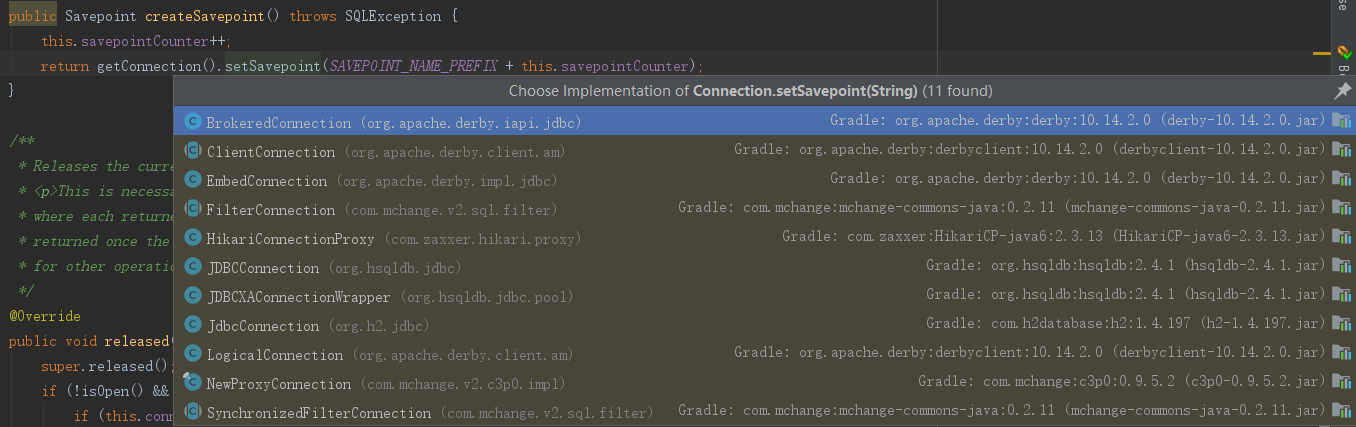 public Savepoint createSavepoint() throws SQLException {
this.savepointCounter++;
return getConnection().setSavepoint(SAVEPOINT_NAME_PREFIX + this.savepointCounter);
}
Choose Implementation of Connection.setSavepoint(String) (11 found)
BrokeredConnection (org.apache.derby.iapi.jdbc) Gradle: org.apache.derby:derby:10.14.2.0 (derby-10.14.2.0.jar)
/**
ClientConnection (org.apache.derby.client.am) Gradle: org.apache.derby:derbyclient:10.14.2.0 (derbyclient-10.14.2.0.jar)
* Releases the curre
EmbedConnection (org.apache.derby.impl.jdbc) Gradle: org.apache.derby:derby:10.14.2.0 (derby-10.14.2.0.jar)
* <p>This is necessa
FilterConnection (com.mchange.v2.sql.filter) Gradle: com.mchange:mchange-commons-java:0.2.11 (mchange-commons-java-0.2.11.jar)
* where each returne
HikariConnectionProxy (com.zaxxer.hikari.proxy) Gradle: com.zaxxer:HikariCP-java6:2.3.13 (HikariCP-java6-2.3.13.jar)
* returned once the
JDBCConnection (org.hsqldb.jdbc) Gradle: org.hsqldb:hsqldb:2.4.1 (hsqldb-2.4.1.jar)
* for other operatio
JDBCXAConnectionWrapper (org.hsqldb.jdbc.pool) Gradle: org.hsqldb:hsqldb:2.4.1 (hsqldb-2.4.1.jar)
*/
@Override
JdbcConnection (org.h2.jdbc) Gradle: com.h2database:h2:1.4.197 (h2-1.4.197.jar)
public void released(
LogicalConnection (org.apache.derby.client.am) Gradle: org.apache.derby:derbyclient:10.14.2.0 (derbyclient-10.14.2.0.jar)
super.released();
NewProxyConnection (com.mchange.v2.c3p0.impl) Gradle: com.mchange:c3p0:0.9.5.2 (c3p0-0.9.5.2.jar)
if (!isOpen() &&
SynchronizedFilterConnection (com.mchange.v2.sql.filter) Gradle: com.mchange:mchange-commons-java:0.2.11 (mchange-commons-java-0.2.11.jar)
if (this.conn